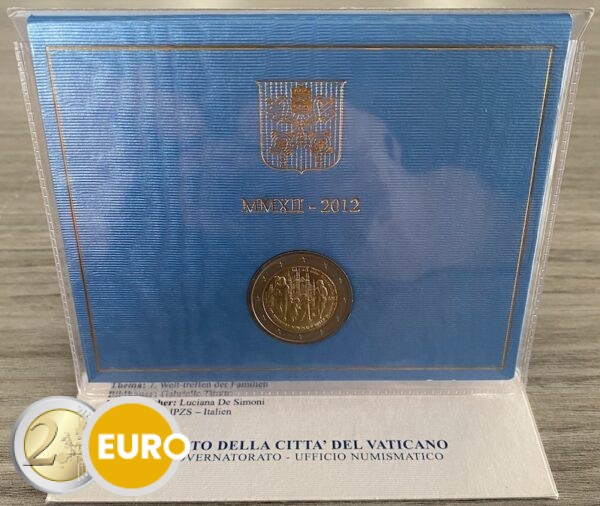 MMXII - 2012
Thema: 7. Welt-treffen der Familien
Luciana De Simoni
IPZS – Italien
DELLA CITTA' DEL VATICANO
GOVERNATORATO - UFFICIO NUMISMATICO
2
EURO